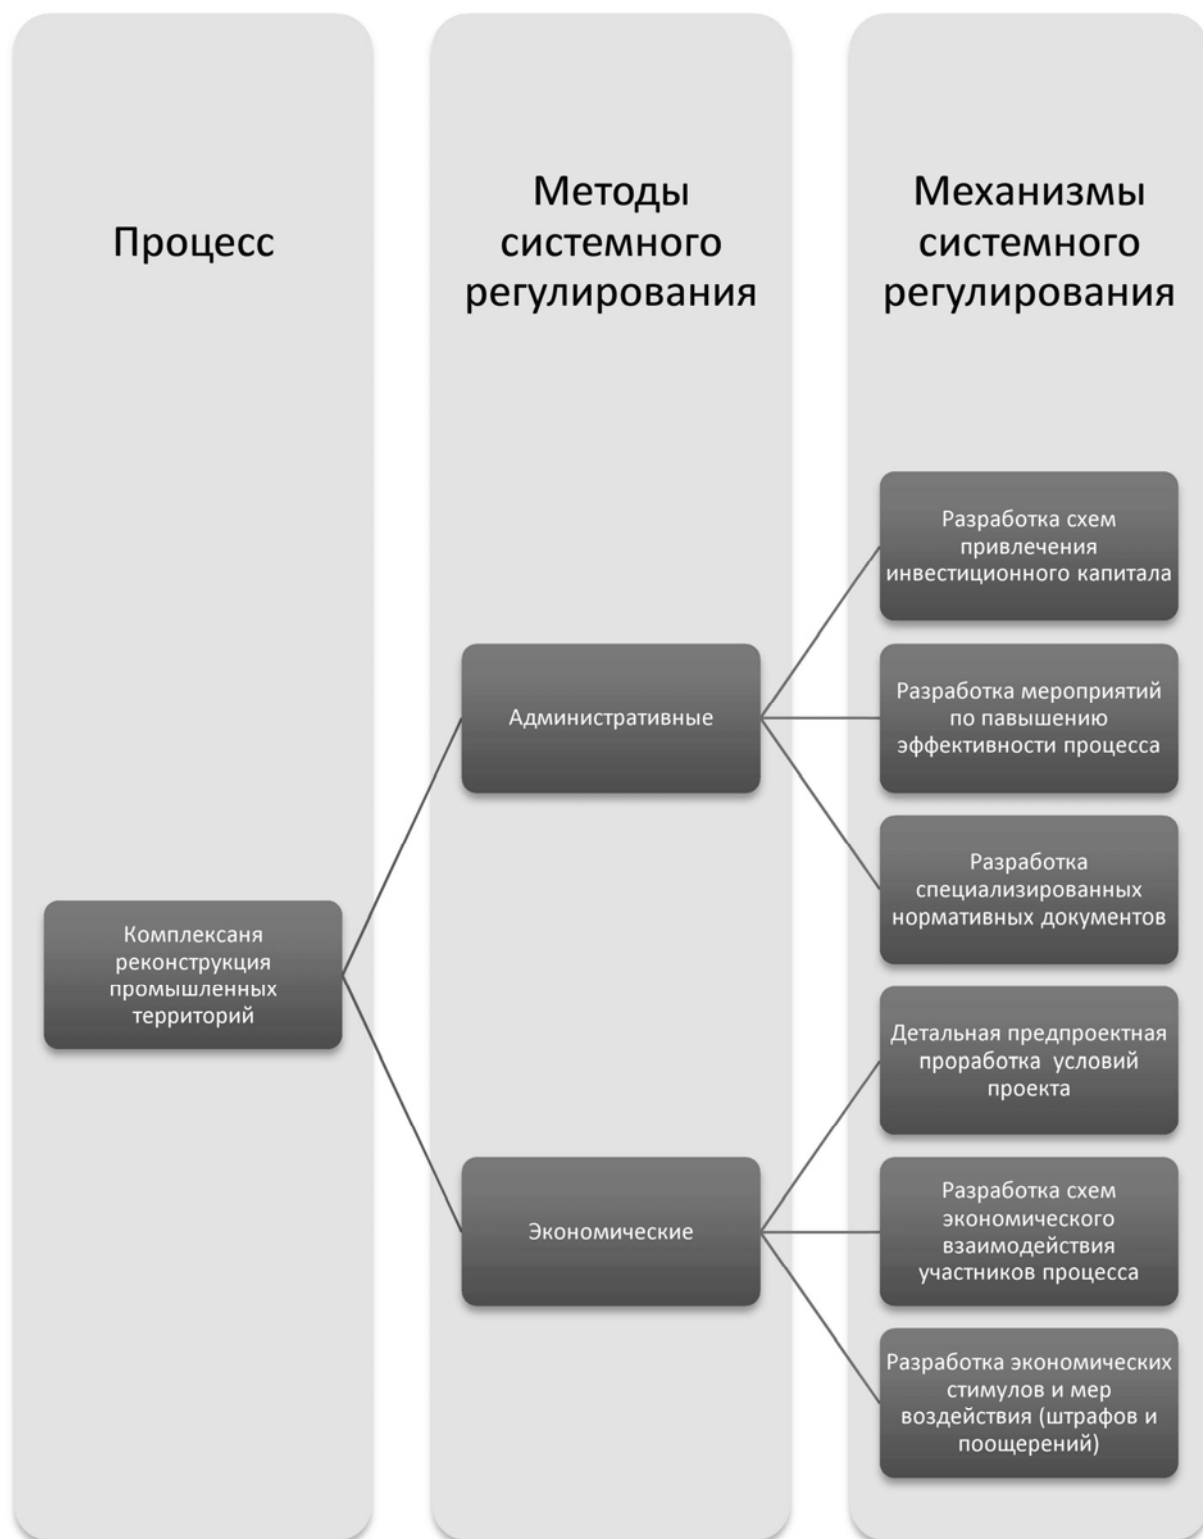 Процесс
Методы
системного
регулирования
Механизмы
системного
регулирования
Комплексаня
реконструкция
промышленных
территорий
Административные
Экономические
Разработка схем
привлечения
инвестиционного капитала
Разработка мероприятий
по павышению
эффективности процесса
Разработка
специализированных
нормативных документов
Детальная предпроектная
проработка условий
проекта
Разработка схем
экономического
взаимодействия
участников процесса
Разработка экономических
стимулов и мер
воздействия (штрафов и
поощерений)